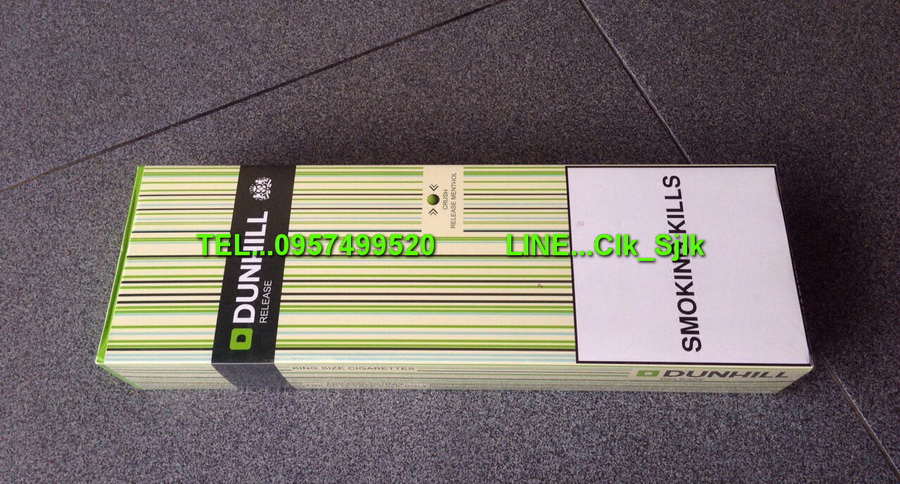 TEL...0957499520 LINE...Clk_Sjlk
DUNHILL
RELEASE
CRUSH
RELEASE MENTHOL
SMOKING KILLS
KING SIZE CIGARETTES
DUNHILL